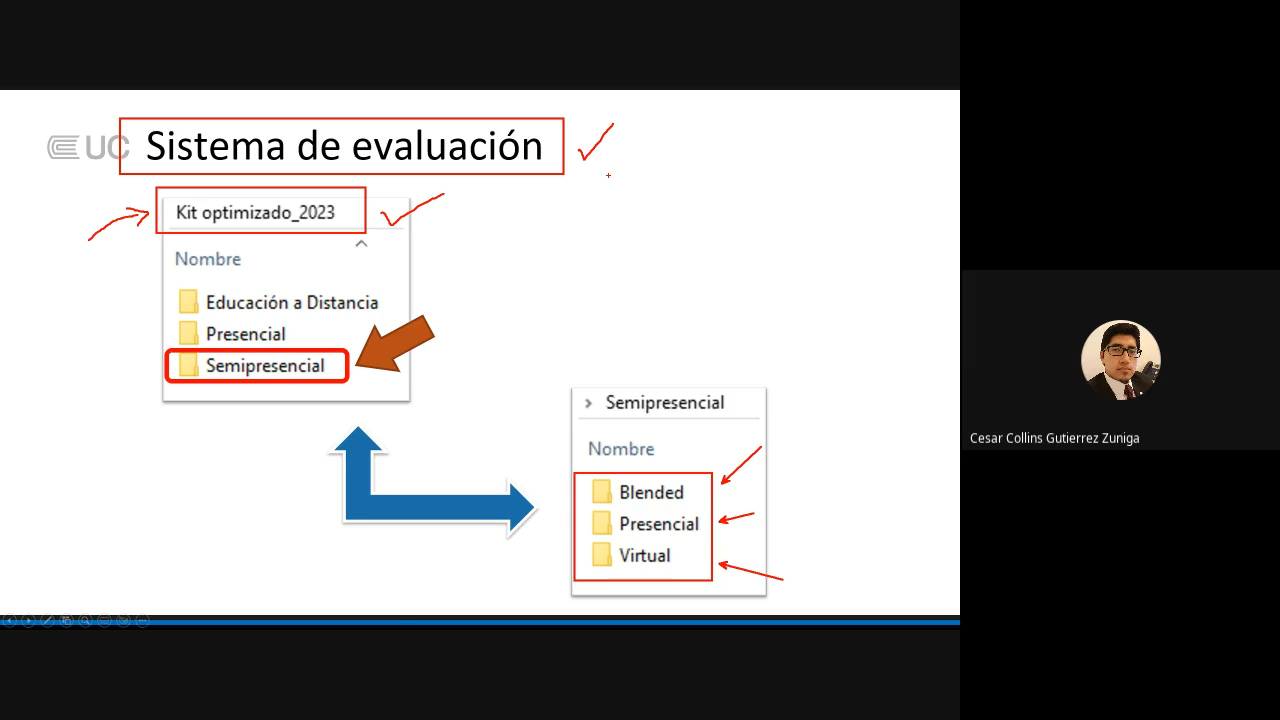 UC
Sistema de evaluación
Kit optimizado_2023
Nombre
Educación a Distancia
Presencial
Semipresencial
Semipresencial
Nombre
Blended
Presencial
Virtual
Cesar Collins Gutierrez Zuniga